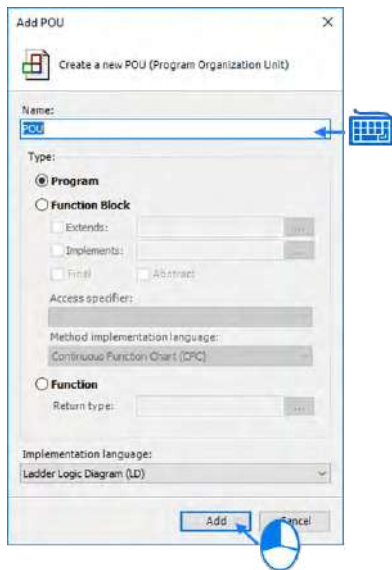 Add POU
Create a new POU (Program Organization Unit)
Name:
POU
Type:
Program
Function Block
Extends:
...
Implements:
...
Final Abstract
Access specifier:
Method implementation language:
Continuous Function Chart (CFC)
Function
Return type:
...
Implementation language:
Ladder Logic Diagram (LD)
Add Cancel